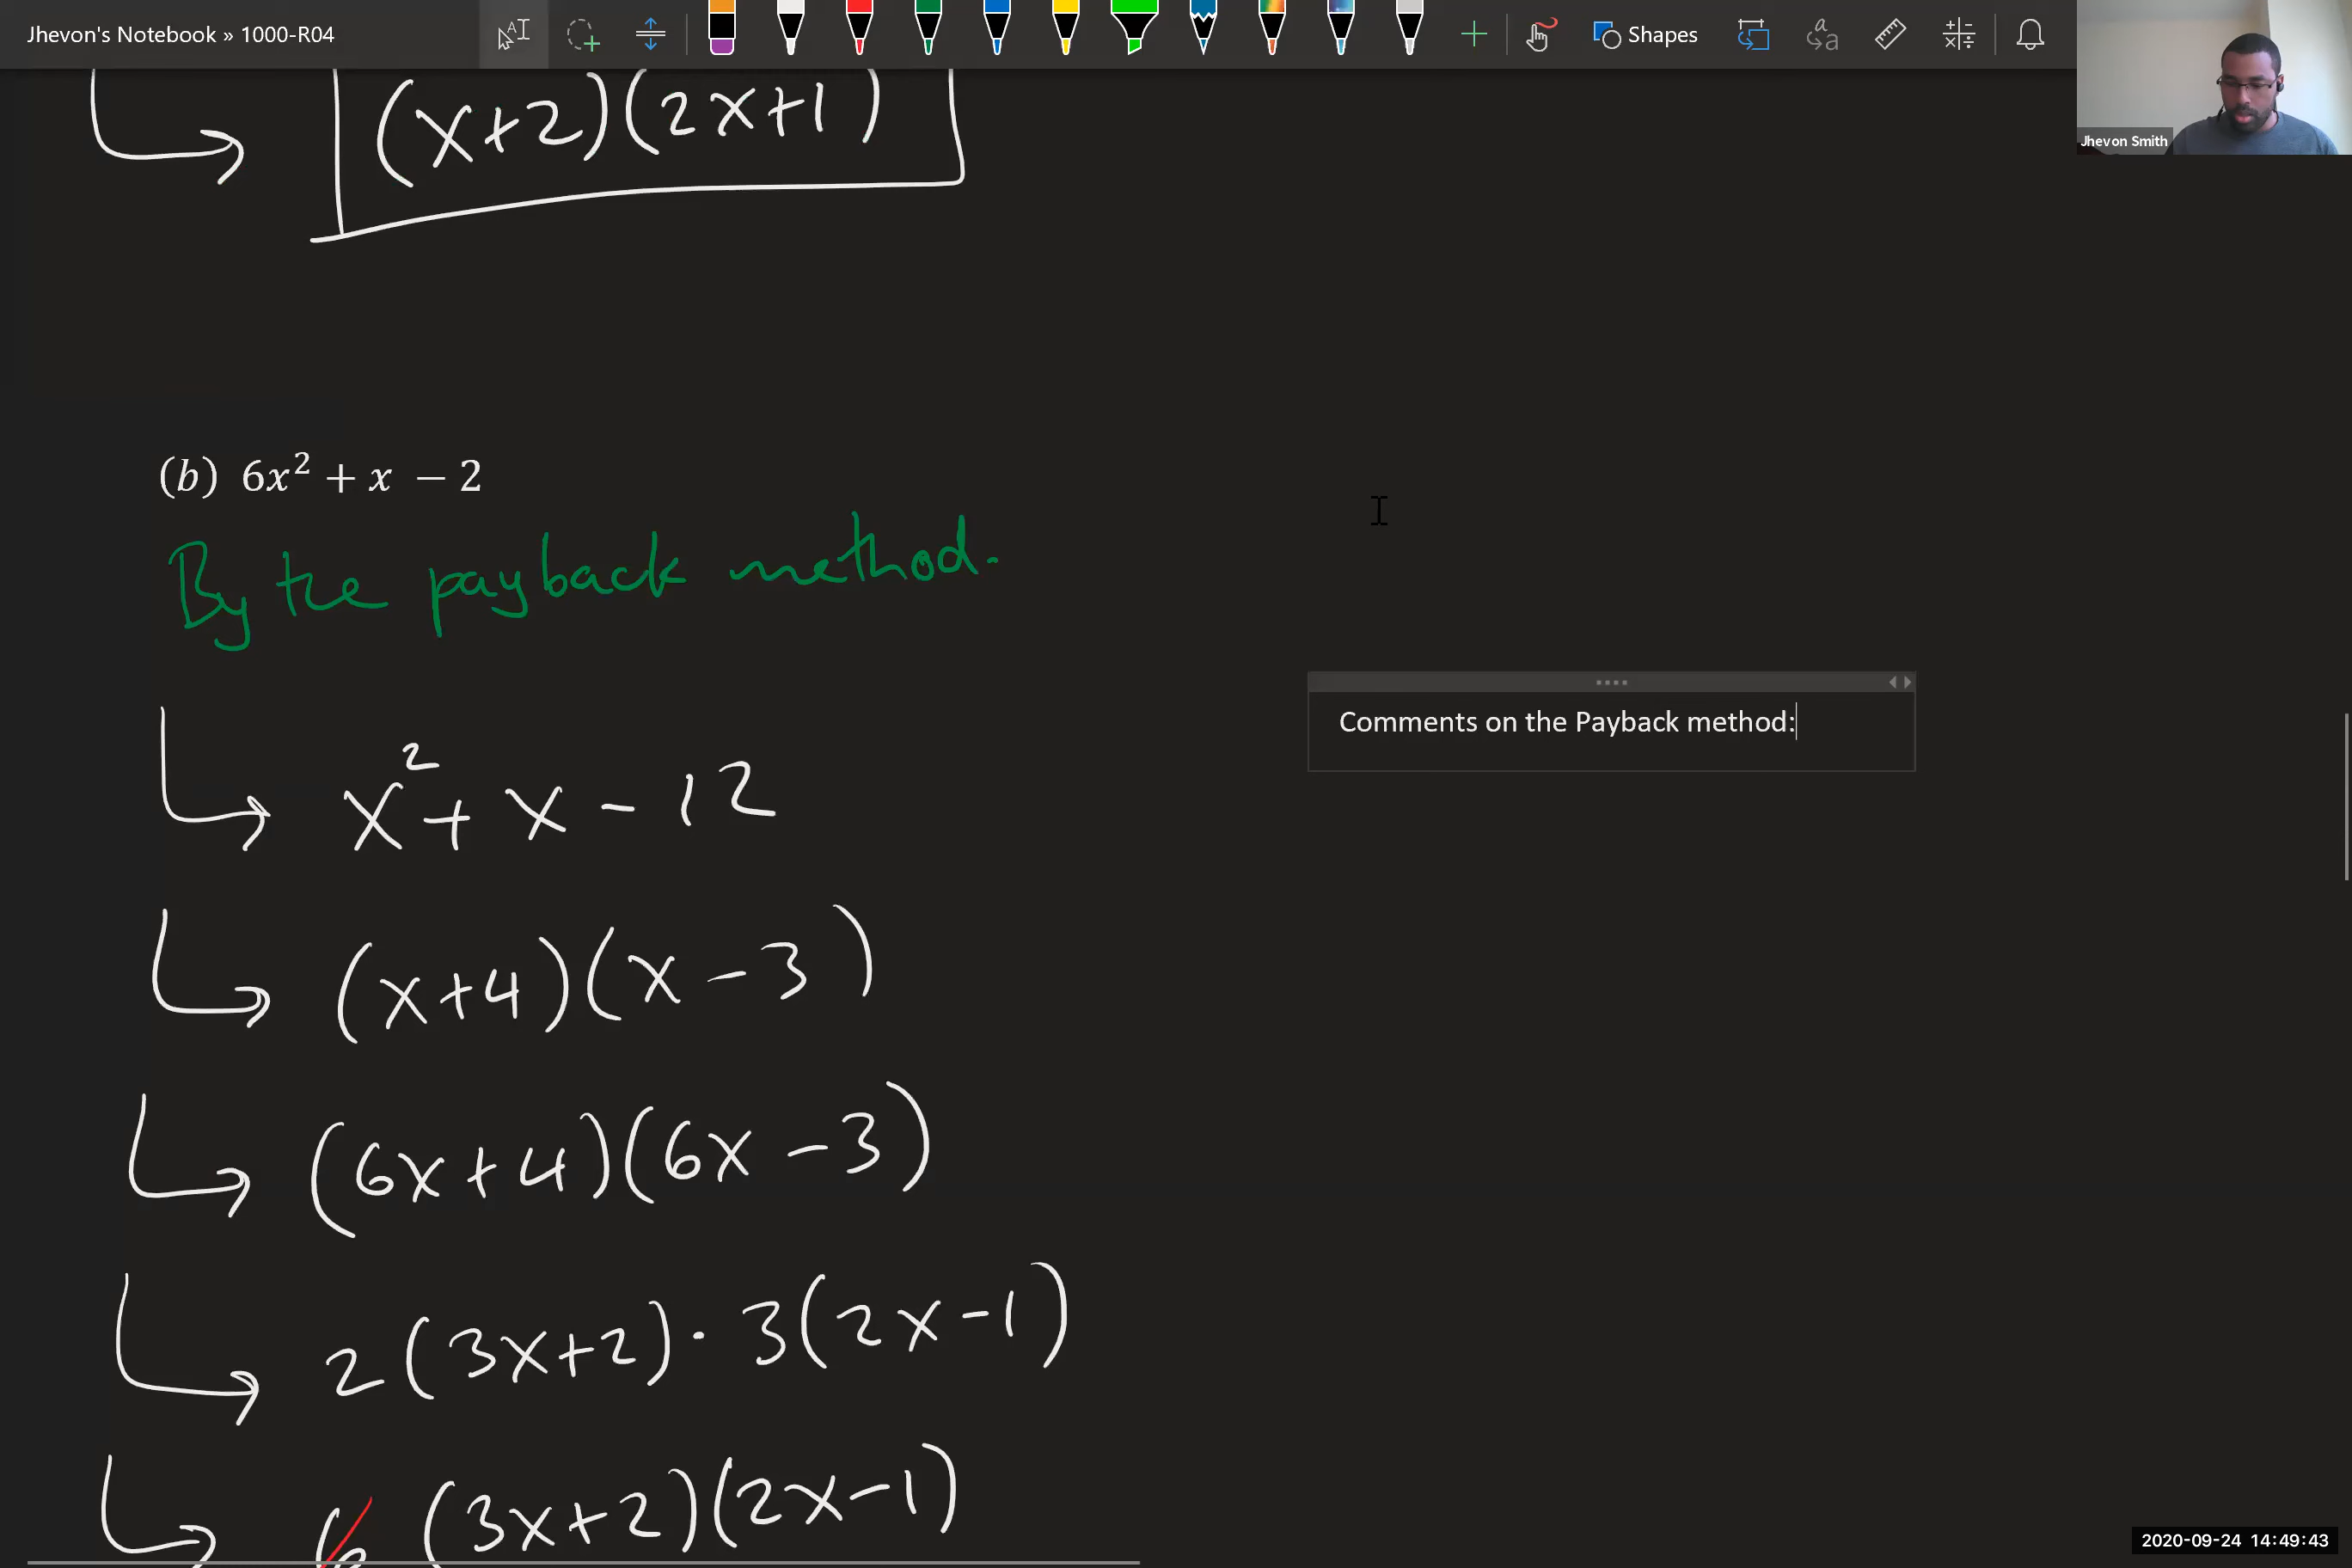 Jhevon's Notebook » 1000-R04
Shapes
Jhevon Smith
(x+2)(2x+1)
(b) 6x² + x − 2
By the payback method.
Comments on the Payback method:
x² + x − 12
(x+4)(x−3)
(6x+4)(6x−3)
2(3x+2)·3(2x−1)
6 (3x+2)(2x−1)
2020-09-24 14:49:43